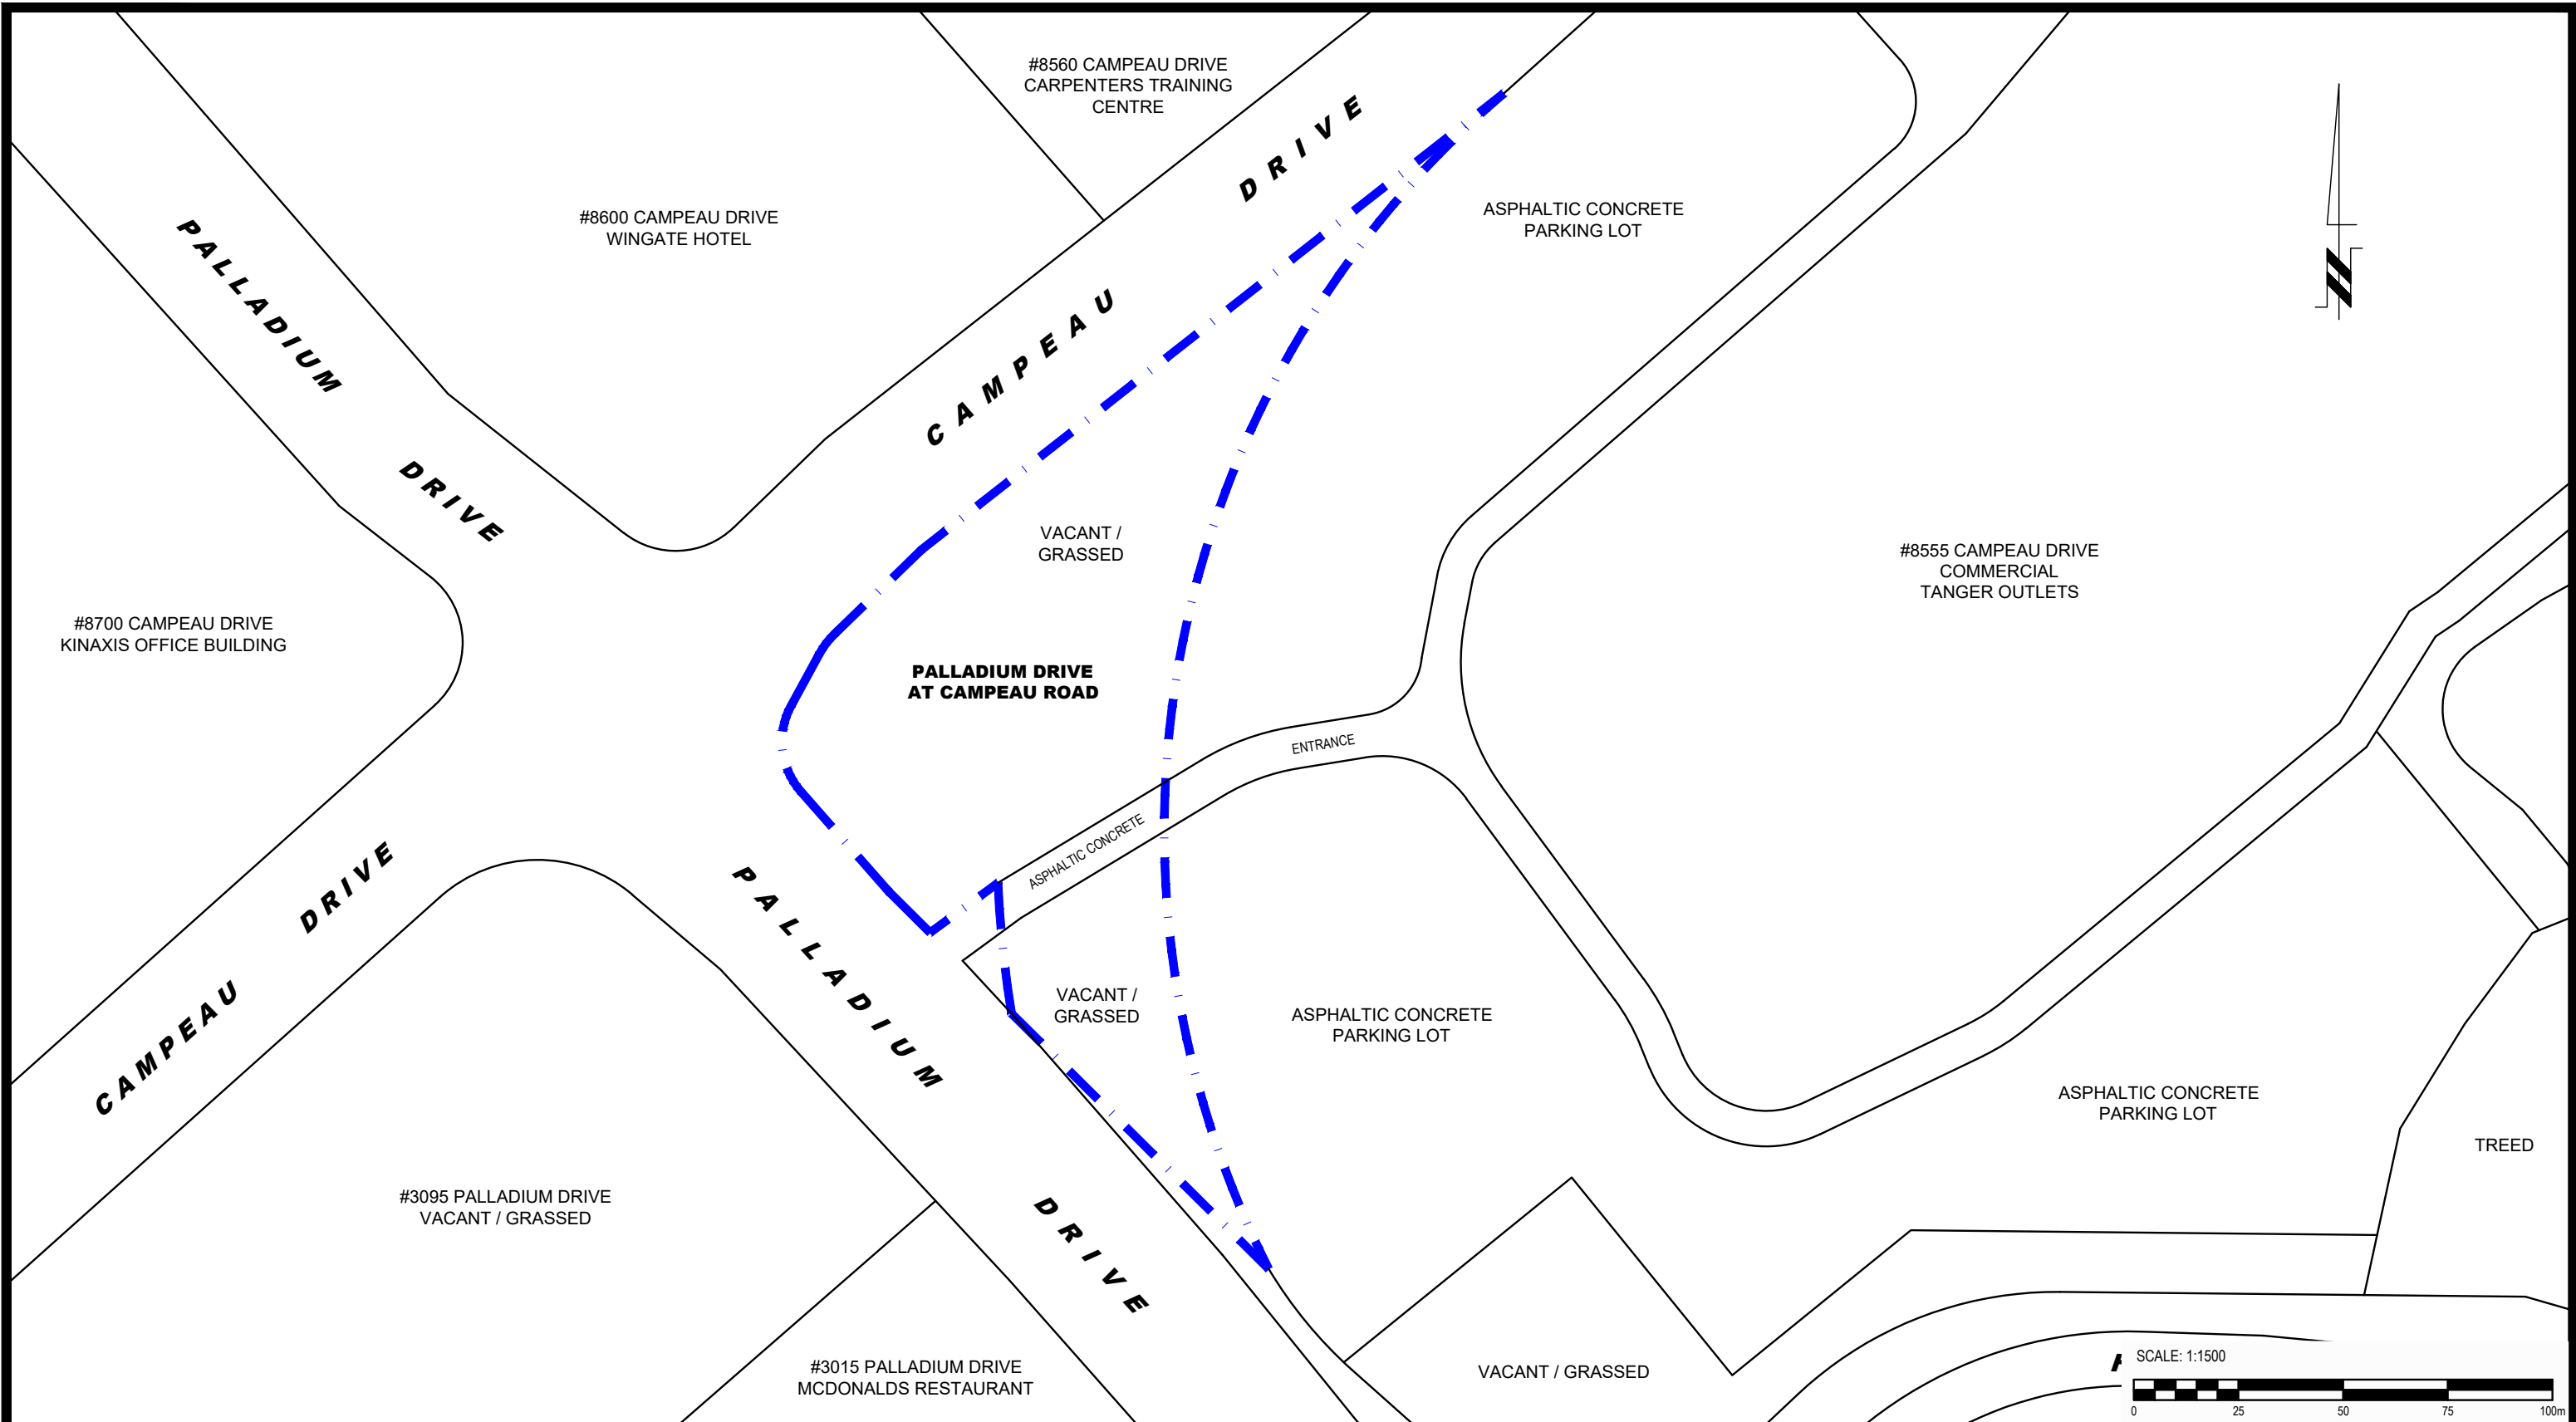 #8560 CAMPEAU DRIVE
CARPENTERS TRAINING
CENTRE
#8600 CAMPEAU DRIVE
WINGATE HOTEL
CAMPEAU DRIVE
ASPHALTIC CONCRETE
PARKING LOT
N
PALLADIUM DRIVE
VACANT /
GRASSED
#8555 CAMPEAU DRIVE
COMMERCIAL
TANGER OUTLETS
#8700 CAMPEAU DRIVE
KINAXIS OFFICE BUILDING
PALLADIUM DRIVE
AT CAMPEAU ROAD
ENTRANCE
ASPHALTIC CONCRETE
CAMPEAU DRIVE
PALLADIUM DRIVE
VACANT /
GRASSED
ASPHALTIC CONCRETE
PARKING LOT
ASPHALTIC CONCRETE
PARKING LOT
TREED
#3095 PALLADIUM DRIVE
VACANT / GRASSED
#3015 PALLADIUM DRIVE
MCDONALDS RESTAURANT
VACANT / GRASSED
SCALE: 1:1500
0 25 50 75 100m